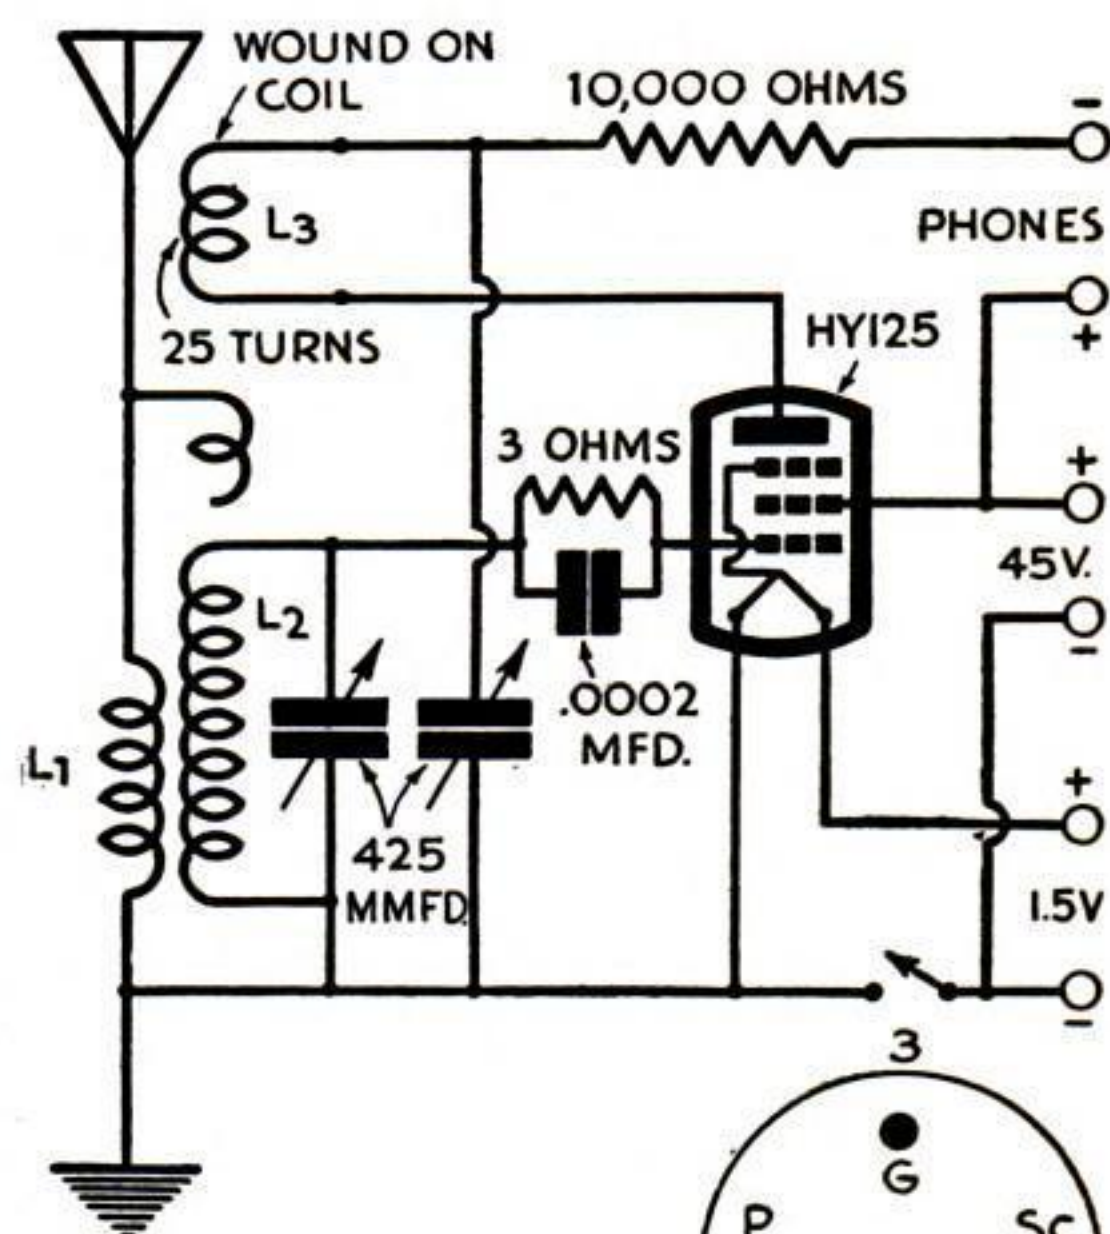 WOUND ON
COIL
10,000 OHMS
-
PHONES
+
L3
25 TURNS
HY125
3 OHMS
+
45V.
-
L2
.0002
MFD.
L1
425
MMFD.
+
1.5V
-
3
G
P
SC